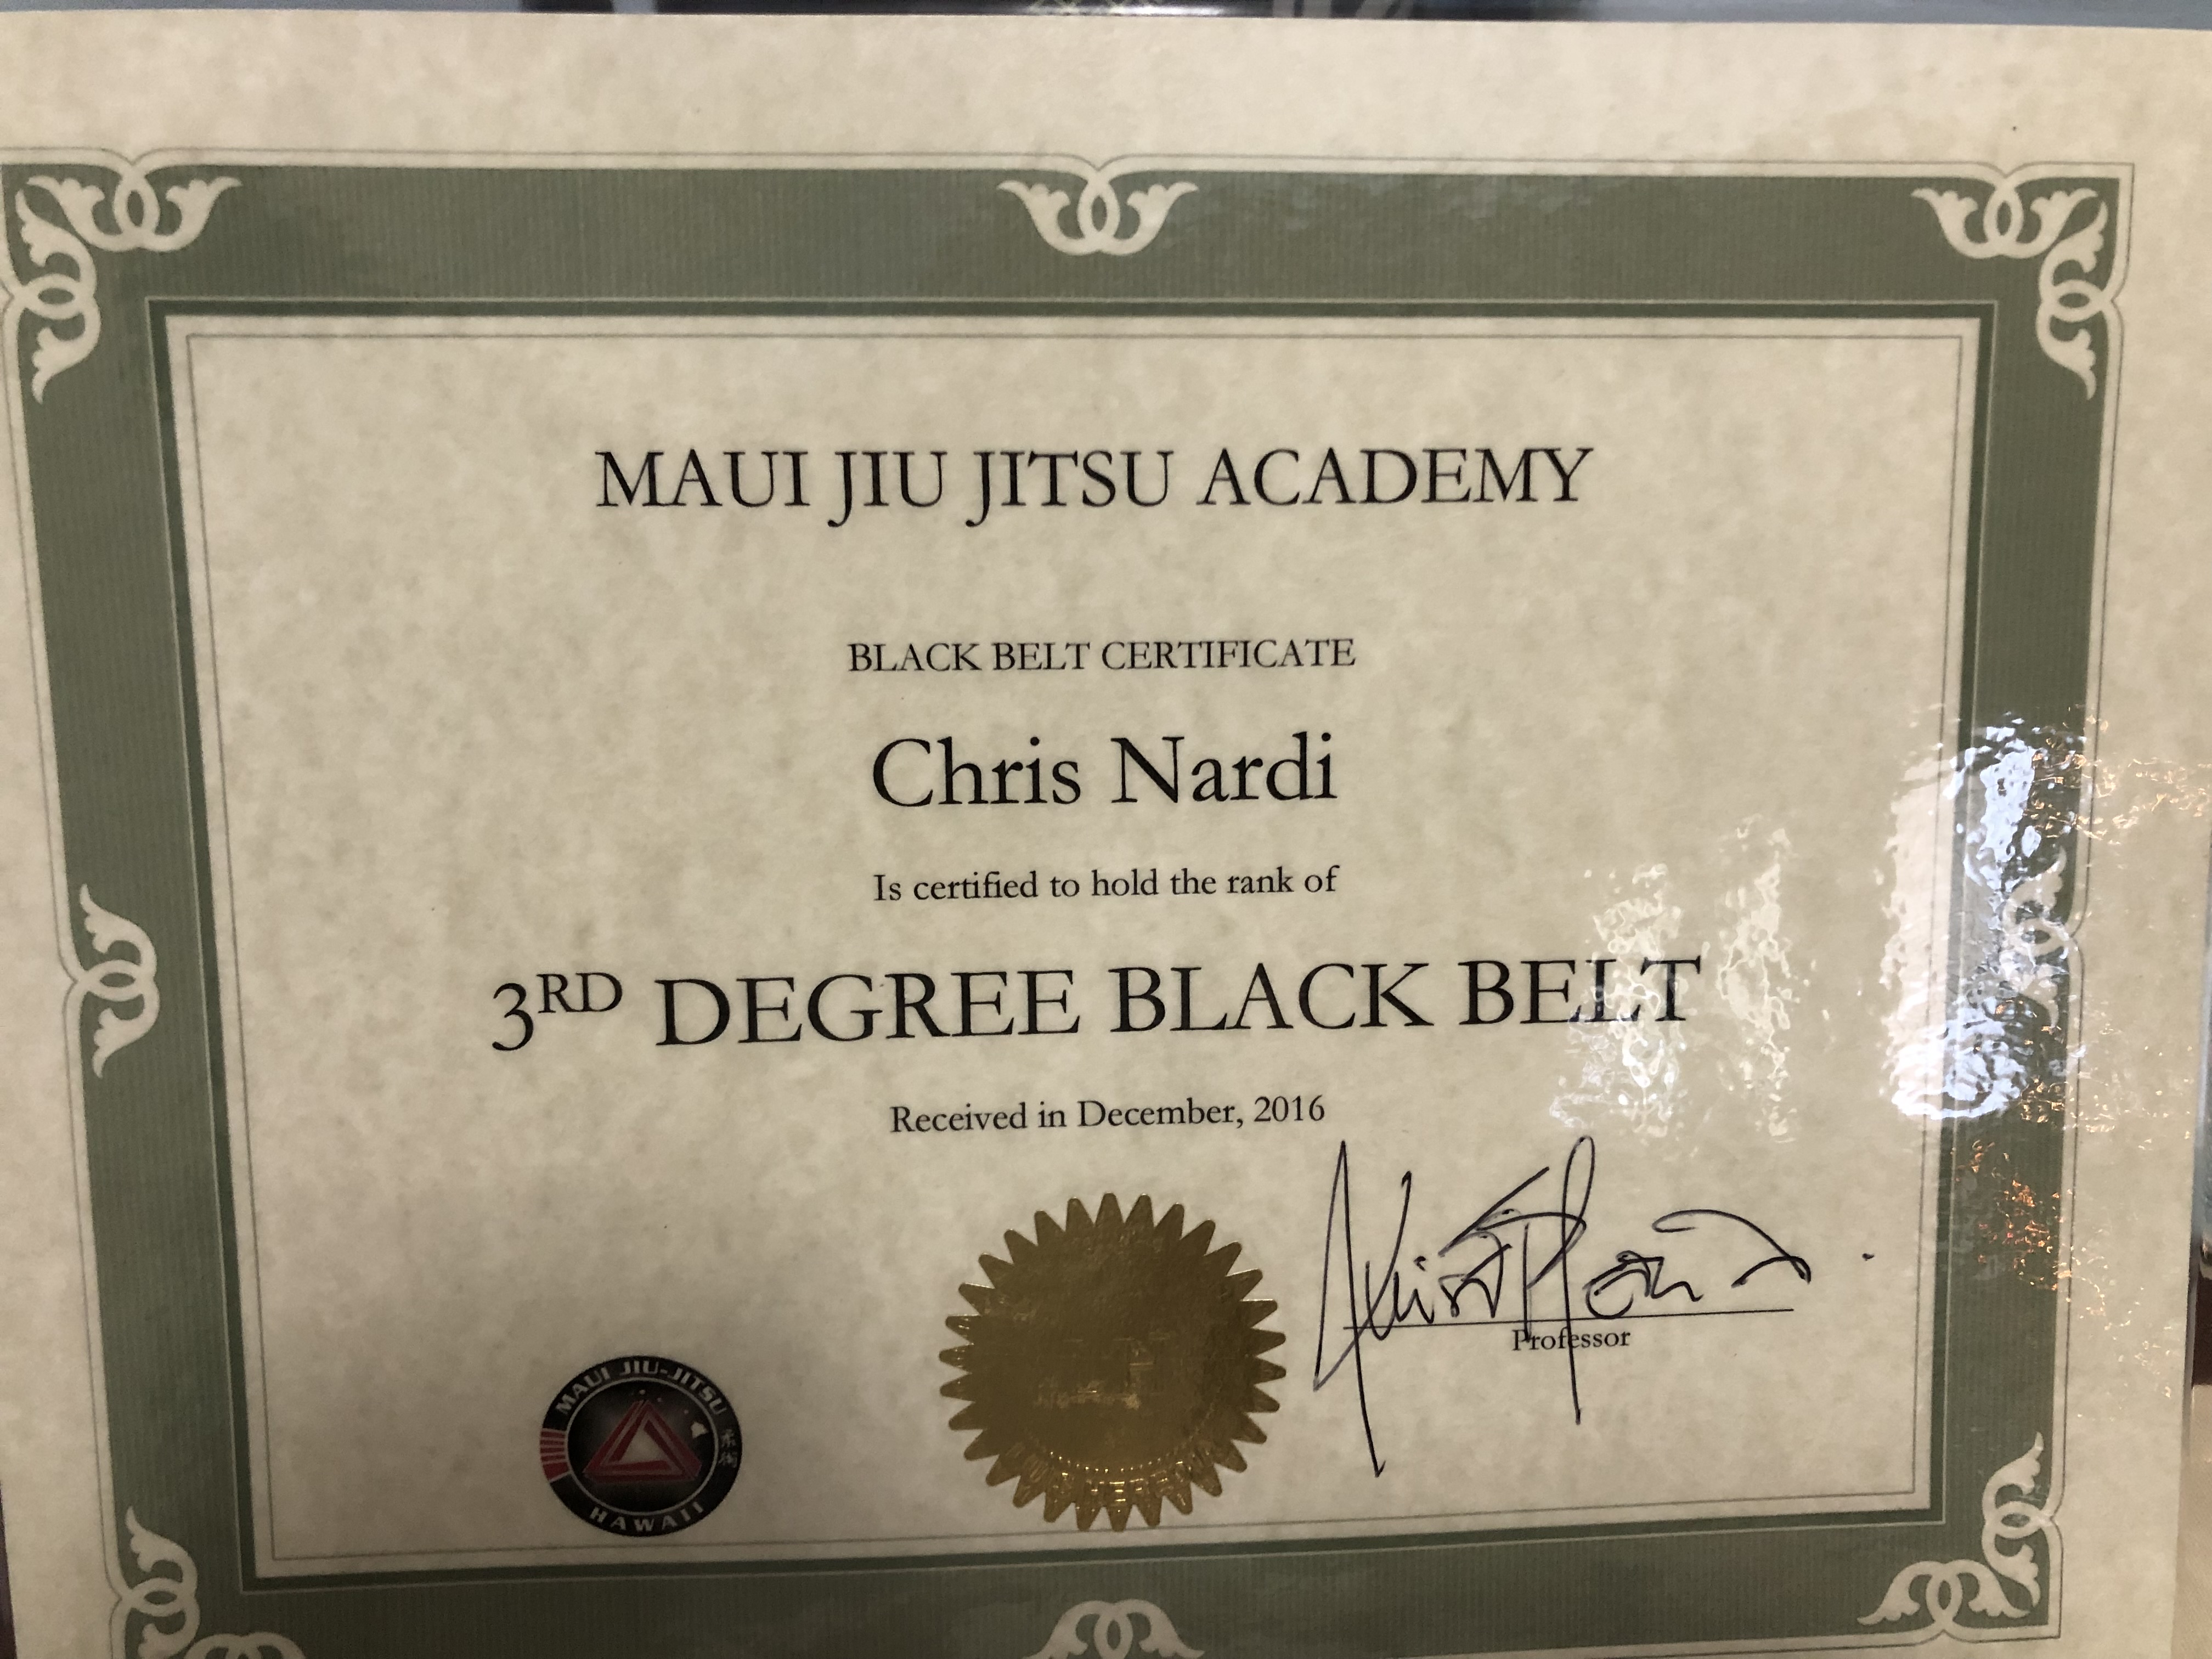 MAUI JIU JITSU ACADEMY
BLACK BELT CERTIFICATE
Chris Nardi
Is certified to hold the rank of
3RD DEGREE BLACK BELT
Received in December, 2016
Professor
MAUI JIU-JITSU
HAWAII